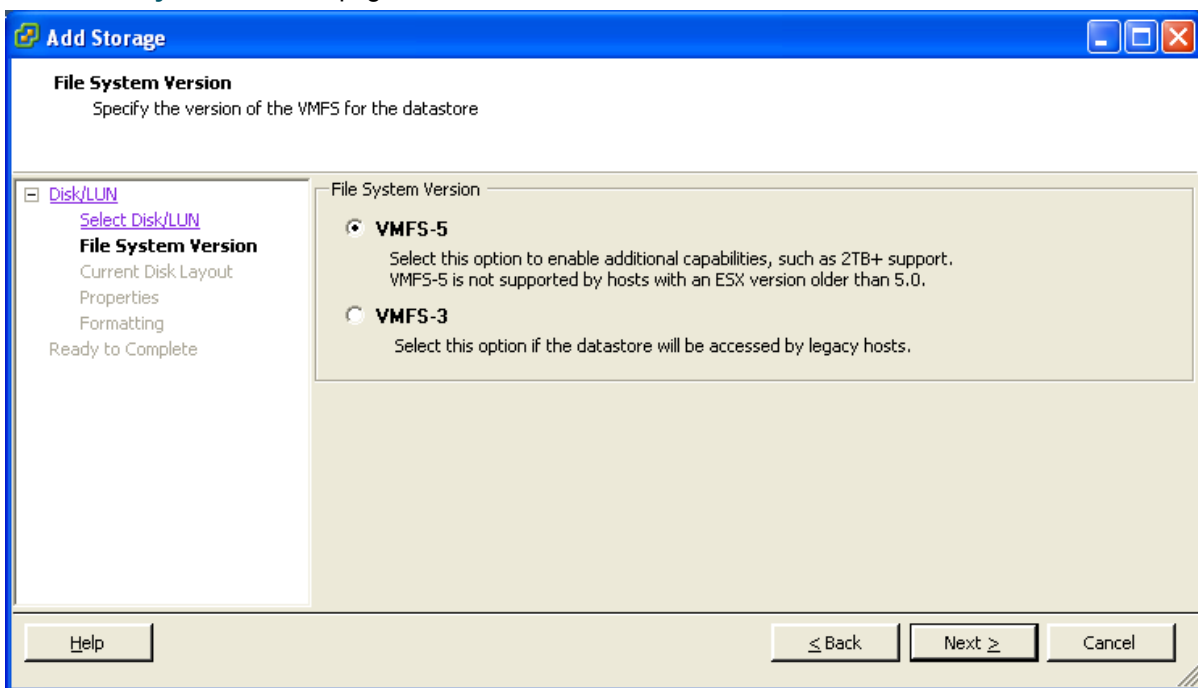 Add Storage
File System Version
Specify the version of the VMFS for the datastore
Disk/LUN
Select Disk/LUN
File System Version
Current Disk Layout
Properties
Formatting
Ready to Complete
File System Version
VMFS-5
Select this option to enable additional capabilities, such as 2TB+ support.
VMFS-5 is not supported by hosts with an ESX version older than 5.0.
VMFS-3
Select this option if the datastore will be accessed by legacy hosts.
Help
≤ Back
Next ≥
Cancel